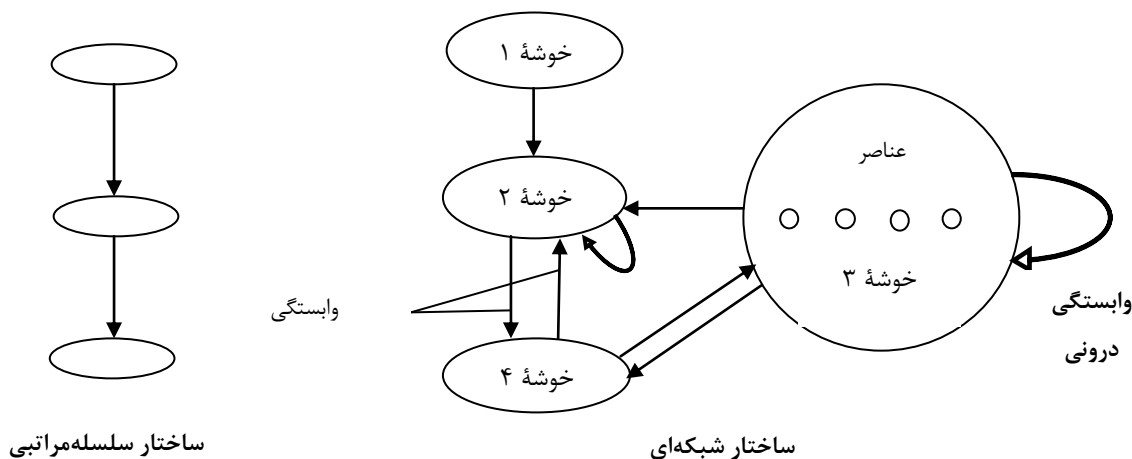 خوشهٔ ۱
عناصر
خوشهٔ ۲
خوشهٔ ۳
وابستگی
درونی
وابستگی
خوشهٔ ۴
ساختار شبکه‌ای
ساختار سلسله‌مراتبی